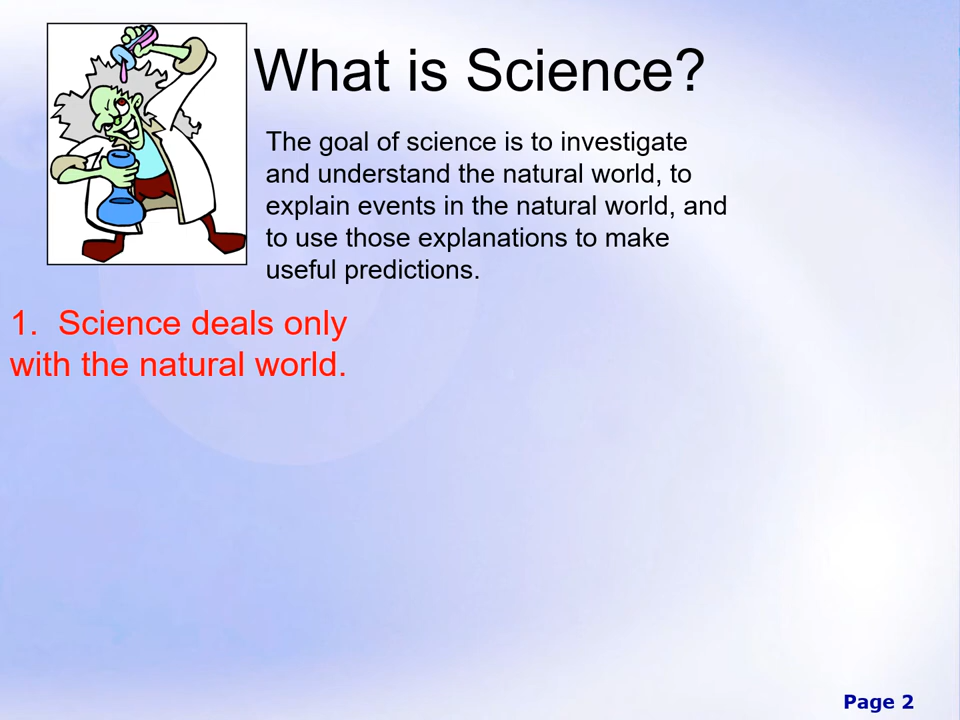 What is Science?
The goal of science is to investigate
and understand the natural world, to
explain events in the natural world, and
to use those explanations to make
useful predictions.
1. Science deals only
with the natural world.
Page 2